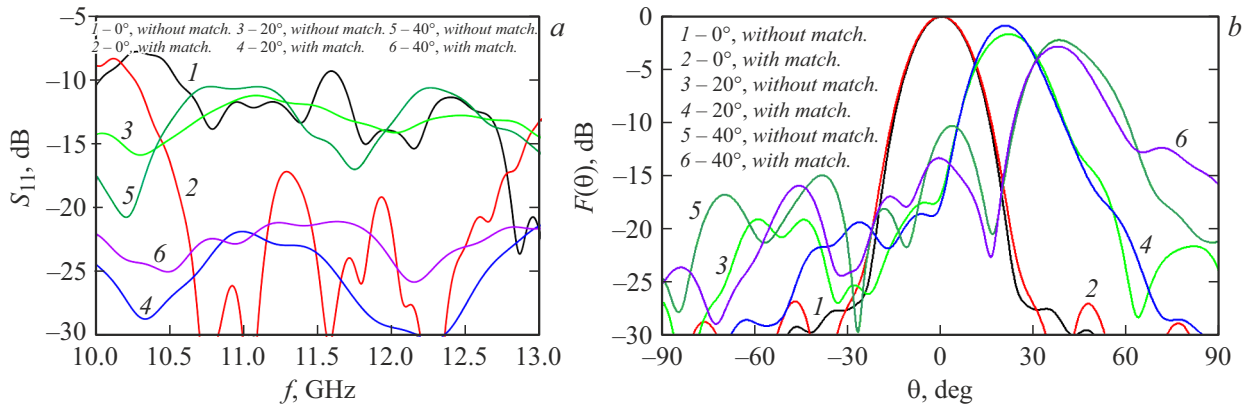 1 – 0°, without match. 3 – 20°, without match. 5 – 40°, without match.
2 – 0°, with match. 4 – 20°, with match. 6 – 40°, with match.
a
−5
−10
−15
−20
−25
−30
S11, dB
10.0 10.5 11.0 11.5 12.0 12.5 13.0
f, GHz
1
3
2
5
6
4
0
−5
−10
−15
−20
−25
−30
F(θ), dB
1 – 0°, without match.
2 – 0°, with match.
3 – 20°, without match.
4 – 20°, with match.
5 – 40°, without match.
6 – 40°, with match.
b
6
5
4
3
1
2
−90 −60 −30 0 30 60 90
θ, deg